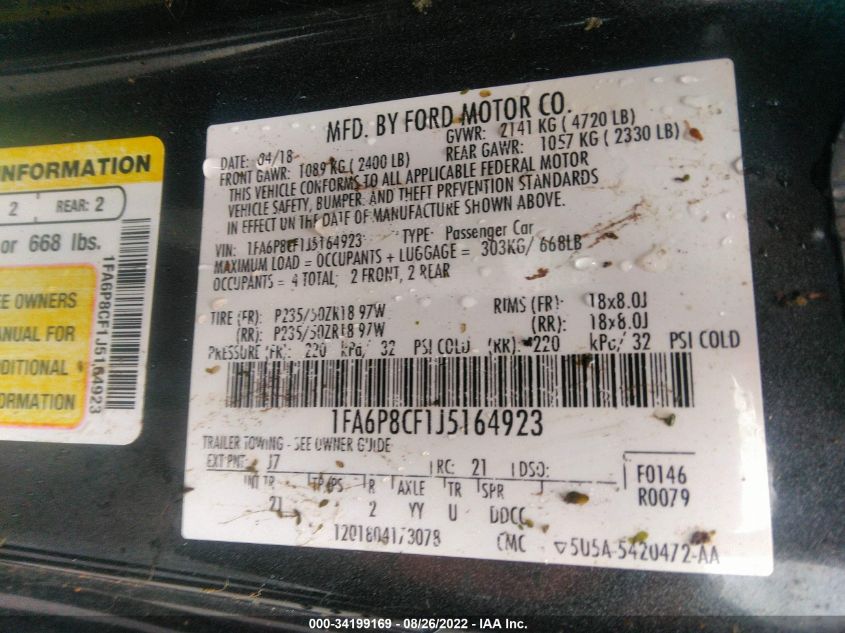 INFORMATION
2 REAR: 2
or 668 lbs.
EE OWNERS
MANUAL FOR
DDITIONAL
FORMATION
1FA6P8CF1J5164923
MFD. BY FORD MOTOR CO.
DATE: 04/18 GVWR: 2141 KG ( 4720 LB)
FRONT GAWR: 1089 KG ( 2400 LB) REAR GAWR: 1057 KG ( 2330 LB)
THIS VEHICLE CONFORMS TO ALL APPLICABLE FEDERAL MOTOR
VEHICLE SAFETY, BUMPER, AND THEFT PREVENTION STANDARDS
IN EFFECT ON THE DATE OF MANUFACTURE SHOWN ABOVE.
VIN: 1FA6P8CF1J5164923 TYPE: Passenger Car
MAXIMUM LOAD = OCCUPANTS + LUGGAGE = 303KG/ 668LB
OCCUPANTS = 4 TOTAL; 2 FRONT, 2 REAR
TIRE (FR): P235/50ZR18 97W RIMS (FR): 18x8.0J
(RR): P235/50ZR18 97W (RR): 18x8.0J
PRESSURE (FR): 220 kPa/ 32 PSI COLD (RR): 220 kPa/ 32 PSI COLD
1FA6P8CF1J5164923
TRAILER TOWING - SEE OWNER GUIDE
EXT PNT: J7 RC: 21 DSO: F0146
INT TR TP/PS R AXLE TR SPR R0079
2 YY U DDCC
1201804173078 CMC ▽5U5A-5420472-AA
000-34199169 - 08/26/2022 - IAA Inc.